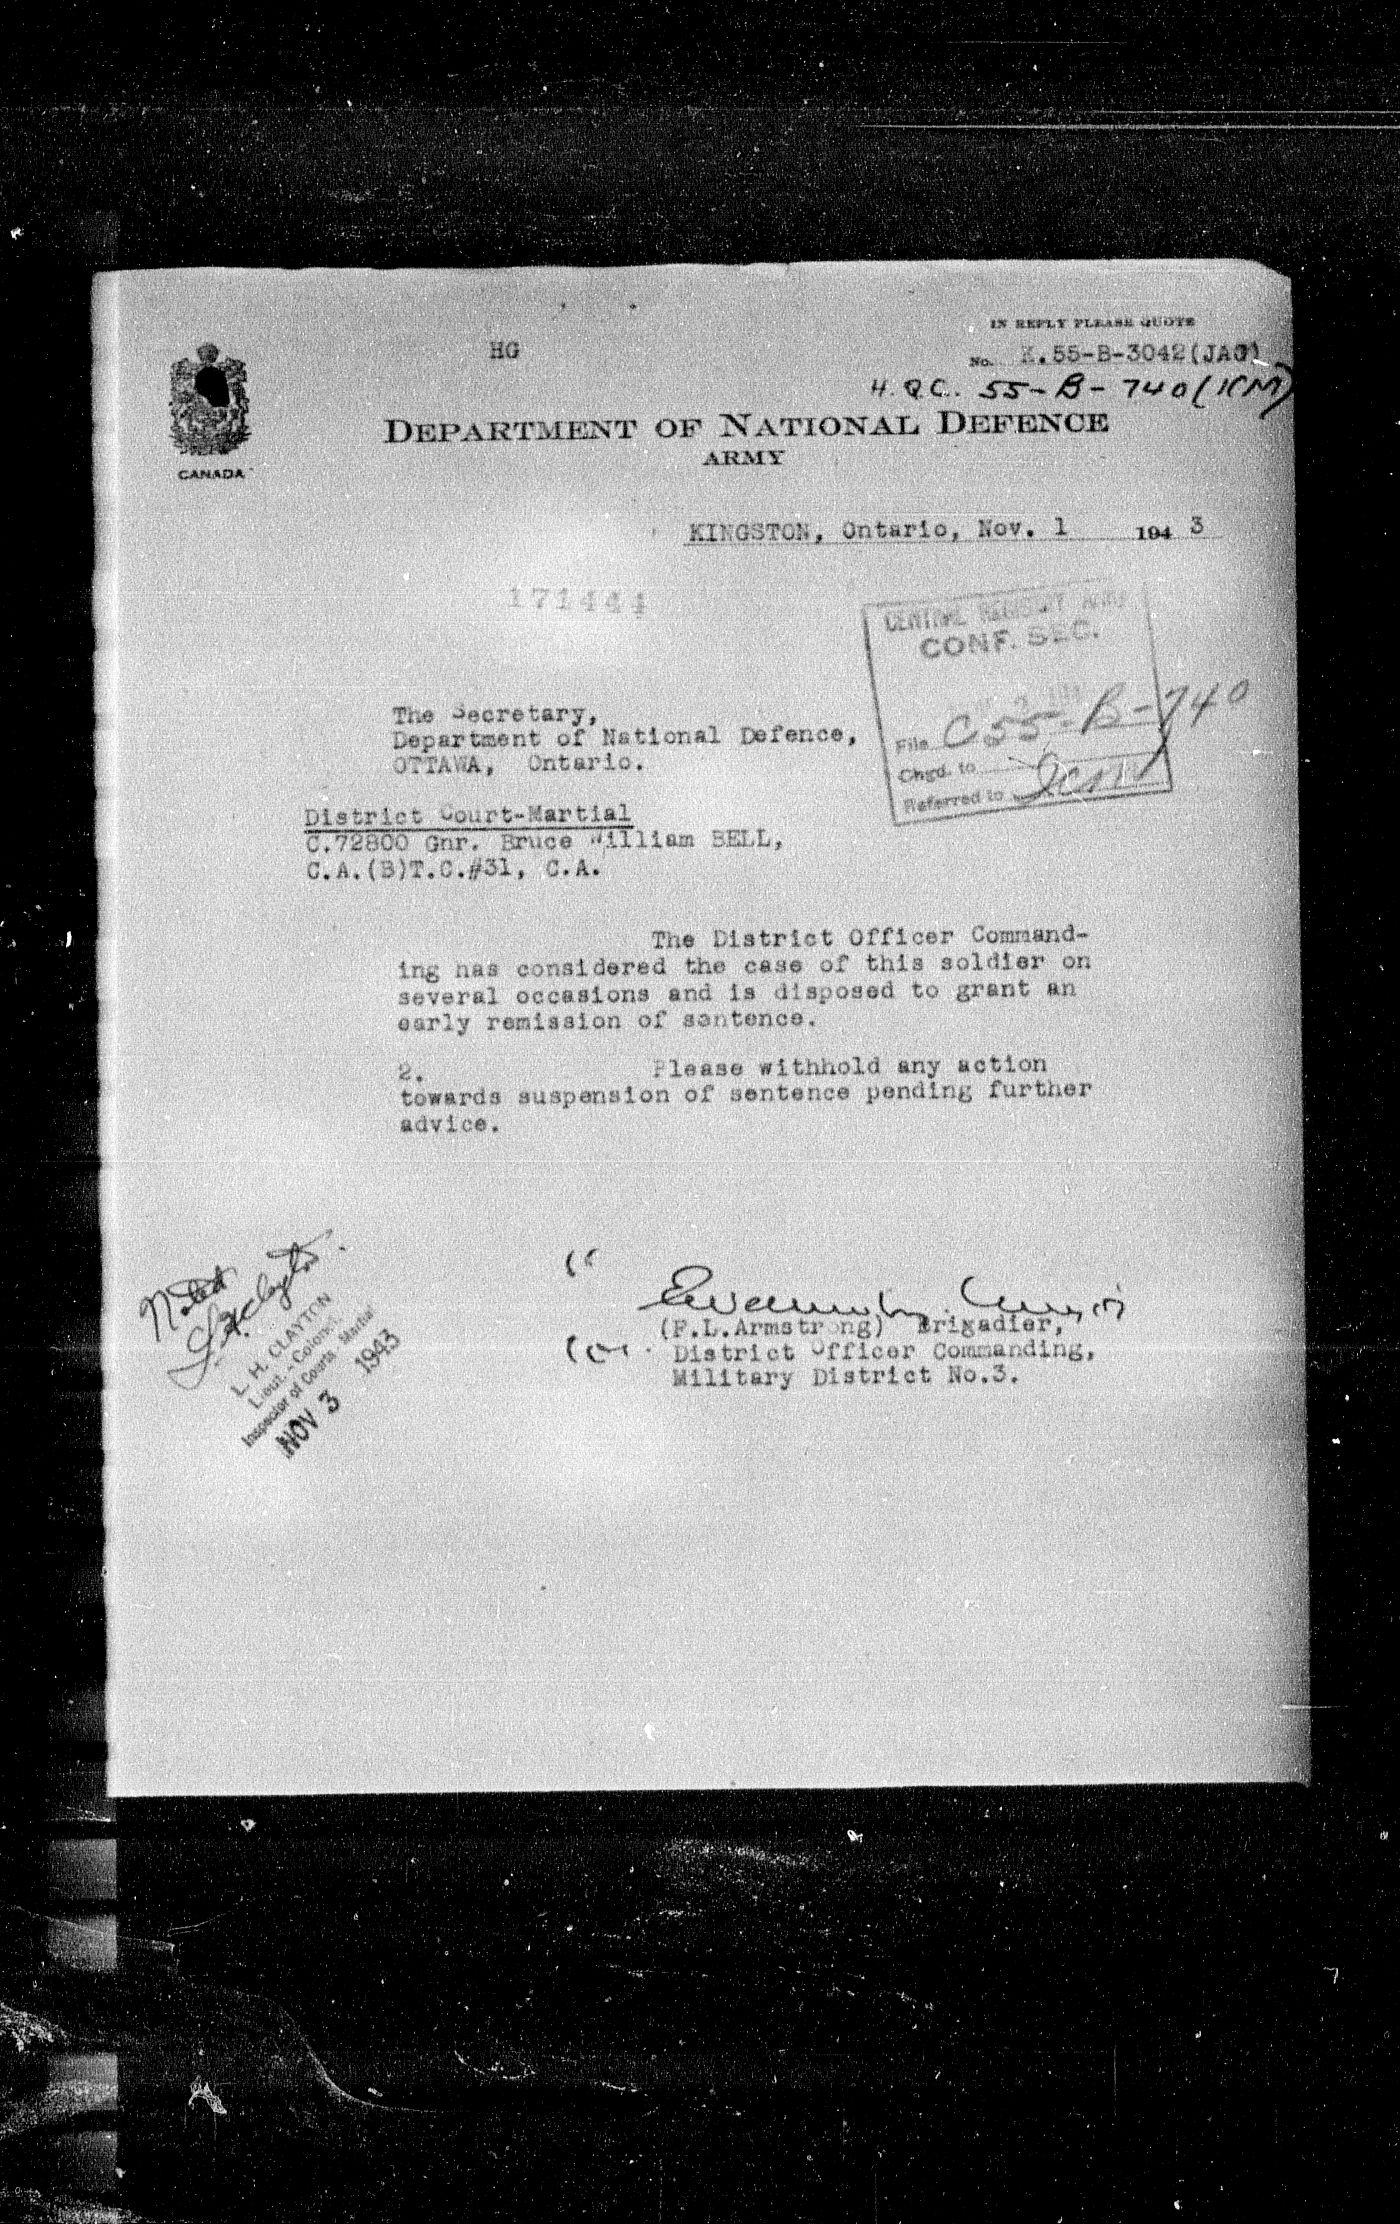 IN REPLY PLEASE QUOTE
HG
No. K.55-B-3042(JAG)
H.Q.C. 55-B-740(KM)
DEPARTMENT OF NATIONAL DEFENCE
ARMY
CANADA
KINGSTON, Ontario, Nov. 1 1943
171444
CENTRAL REGISTRY ARMY
CONF. SEC.
File C55-B-740
Chgd. to
Referred to
The Secretary,
Department of National Defence,
OTTAWA, Ontario.
District Court-Martial
C.72800 Gnr. Bruce William BELL,
C.A.(B)T.C.#31, C.A.
The District Officer Command-
ing has considered the case of this soldier on
several occasions and is disposed to grant an
early remission of sentence.
2. Please withhold any action
towards suspension of sentence pending further
advice.
Noted
L.H. Clayton.
L. H. CLAYTON
Lieut.-Colonel,
Inspector of Courts Martial
NOV 3 1943
(F.L.Armstrong) Brigadier,
District Officer Commanding,
Military District No.3.